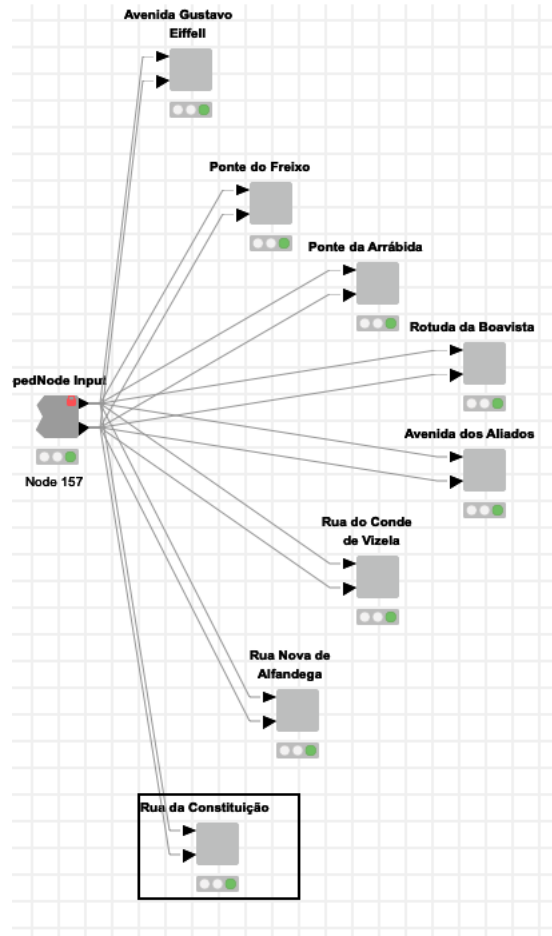 Avenida Gustavo
Eiffell
Ponte do Freixo
Ponte da Arrábida
Rotuda da Boavista
pedNode Input
Avenida dos Aliados
Node 157
Rua do Conde
de Vizela
Rua Nova de
Alfandega
Rua da Constituição